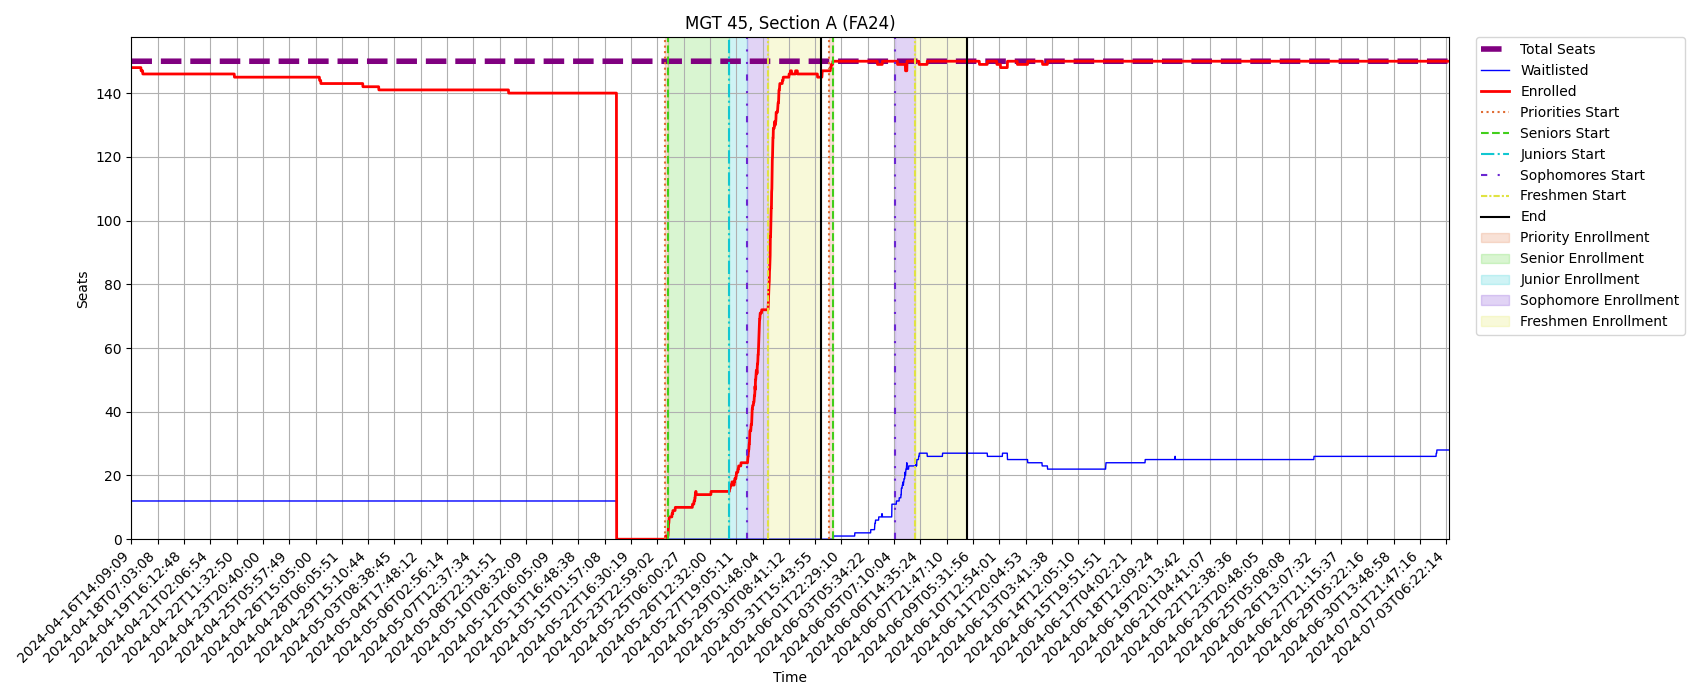 MGT 45, Section A (FA24)
Total Seats
Waitlisted
Enrolled
Priorities Start
Seniors Start
Juniors Start
Sophomores Start
Freshmen Start
End
Priority Enrollment
Senior Enrollment
Junior Enrollment
Sophomore Enrollment
Freshmen Enrollment
Seats
140
120
100
80
60
40
20
0
2024-04-16T14:09:09
2024-04-18T07:03:08
2024-04-19T16:12:48
2024-04-21T02:06:54
2024-04-22T11:32:50
2024-04-23T20:40:00
2024-04-25T05:57:49
2024-04-26T15:05:00
2024-04-28T06:05:51
2024-04-29T15:10:44
2024-05-03T08:38:45
2024-05-04T17:48:12
2024-05-06T02:56:14
2024-05-07T12:37:34
2024-05-08T22:31:51
2024-05-10T08:32:09
2024-05-12T06:05:09
2024-05-13T16:48:38
2024-05-15T01:57:08
2024-05-22T16:30:19
2024-05-23T22:59:02
2024-05-25T06:00:27
2024-05-26T12:32:00
2024-05-27T19:05:11
2024-05-29T01:48:04
2024-05-30T08:41:12
2024-05-31T15:43:55
2024-06-01T22:29:10
2024-06-03T05:34:22
2024-06-05T07:10:04
2024-06-06T14:35:24
2024-06-07T21:47:10
2024-06-09T05:31:56
2024-06-10T12:54:01
2024-06-11T20:04:53
2024-06-13T03:41:38
2024-06-14T12:05:10
2024-06-15T19:51:51
2024-06-17T04:02:21
2024-06-18T12:09:24
2024-06-19T20:13:42
2024-06-21T04:41:07
2024-06-22T12:38:36
2024-06-23T20:48:05
2024-06-25T05:08:08
2024-06-26T13:07:32
2024-06-27T21:15:37
2024-06-29T05:22:16
2024-06-30T13:48:58
2024-07-01T21:47:16
2024-07-03T06:22:14
Time